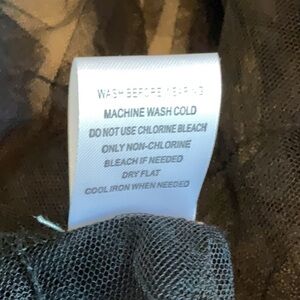 WASH BEFORE WEARING
MACHINE WASH COLD
DO NOT USE CHLORINE BLEACH
ONLY NON-CHLORINE
BLEACH IF NEEDED
DRY FLAT
COOL IRON WHEN NEEDED